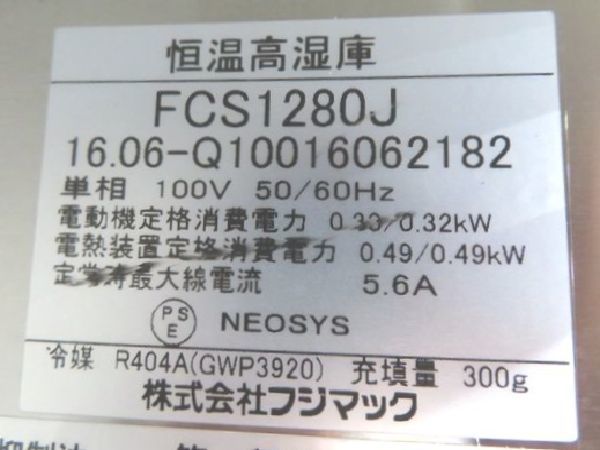 恒温高湿庫
FCS1280J
16.06-Q10016062182
単相 100V 50/60Hz
電動機定格消費電力 0.33/0.32kW
電熱装置定格消費電力 0.49/0.49kW
定常時最大線電流 5.6A
PSE NEOSYS
冷媒 R404A(GWP3920) 充填量 300g
株式会社フジマック